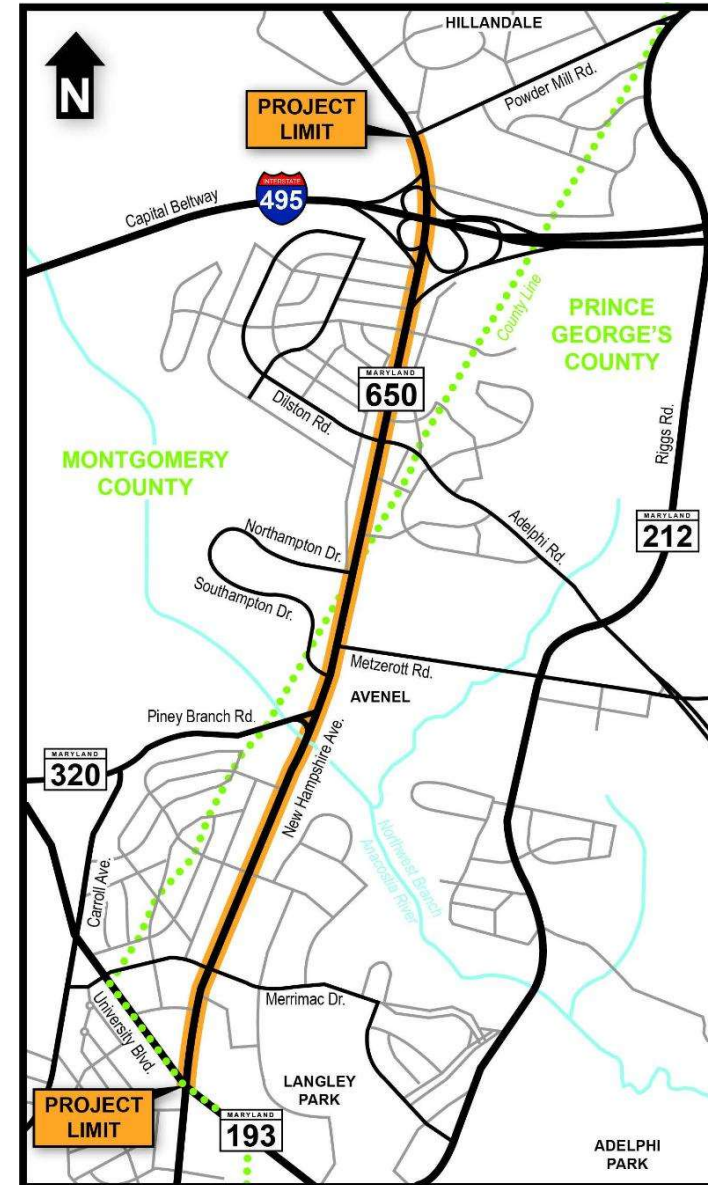 HILLANDALE
N
PROJECT
LIMIT
Powder Mill Rd.
INTERSTATE
495
Capital Beltway
County Line
PRINCE
GEORGE'S
COUNTY
MARYLAND
650
Dilston Rd.
Riggs Rd.
MONTGOMERY
COUNTY
Adelphi Rd.
MARYLAND
212
Northampton Dr.
Southampton Dr.
Metzerott Rd.
AVENEL
Piney Branch Rd.
MARYLAND
320
New Hampshire Ave.
Northwest Branch
Anacostia River
Carroll Ave.
Merrimac Dr.
University Blvd.
LANGLEY
PARK
PROJECT
LIMIT
MARYLAND
193
ADELPHI
PARK